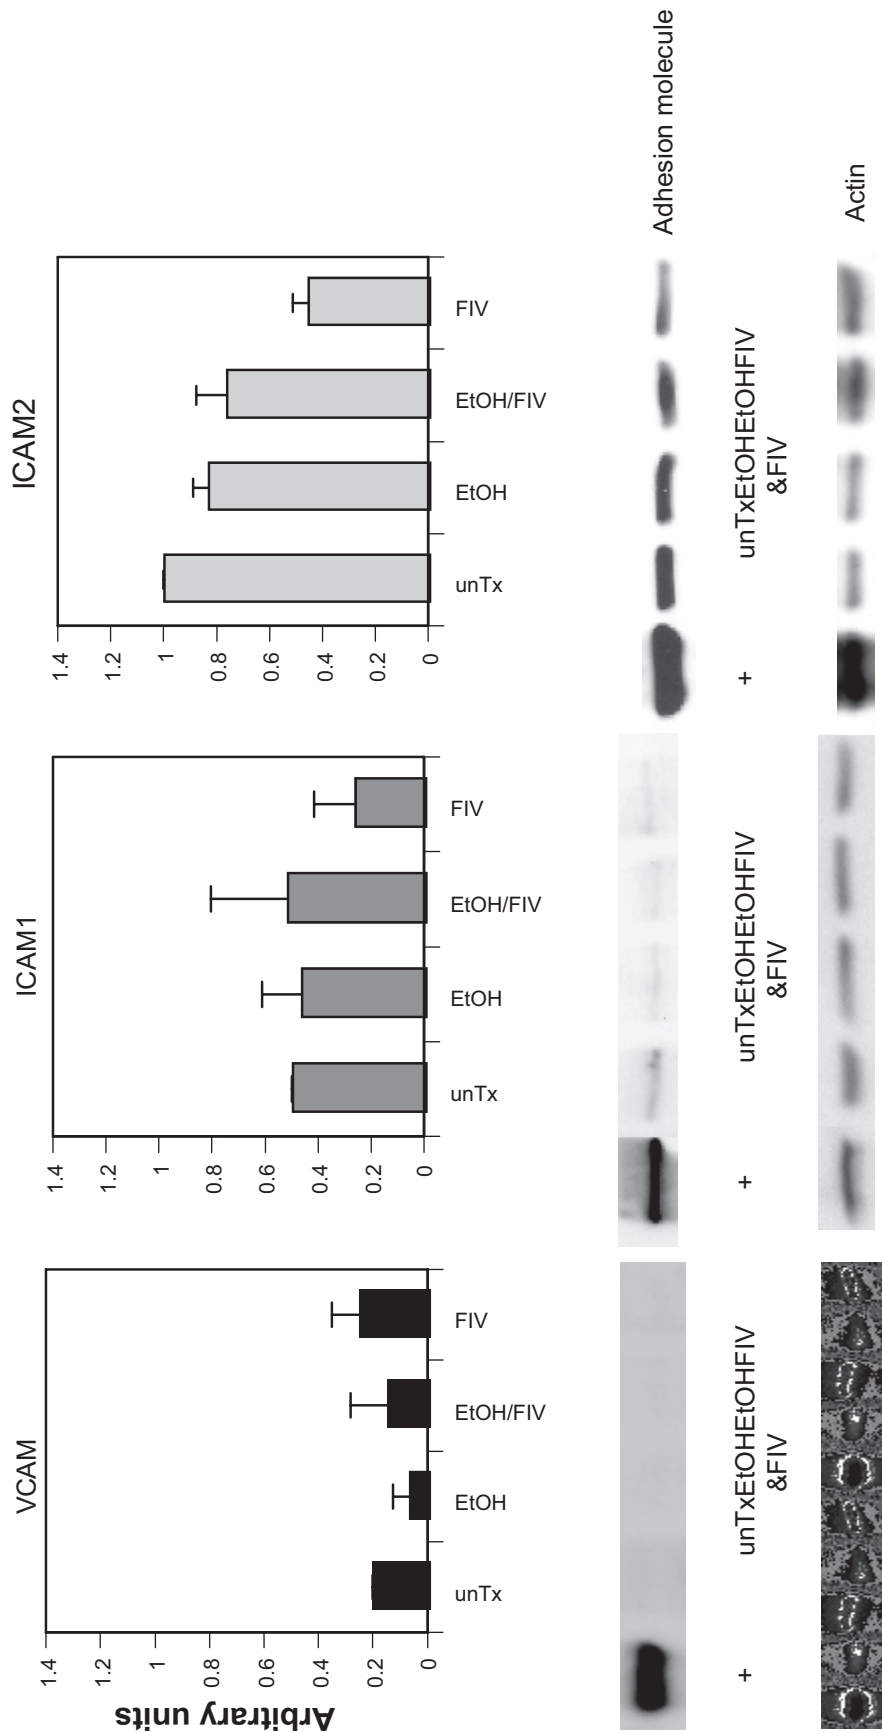 VCAM
ICAM1
ICAM2
Arbitrary units
1.4
1.2
1
0.8
0.6
0.4
0.2
0
unTx
EtOH
EtOH/FIV
FIV
1.4
1.2
1
0.8
0.6
0.4
0.2
0
unTx
EtOH
EtOH/FIV
FIV
1.4
1.2
1
0.8
0.6
0.4
0.2
0
unTx
EtOH
EtOH/FIV
FIV
Adhesion molecule
+ unTxEtOHEtOHFIV
&FIV
+ unTxEtOHEtOHFIV
&FIV
+ unTxEtOHEtOHFIV
&FIV
Actin